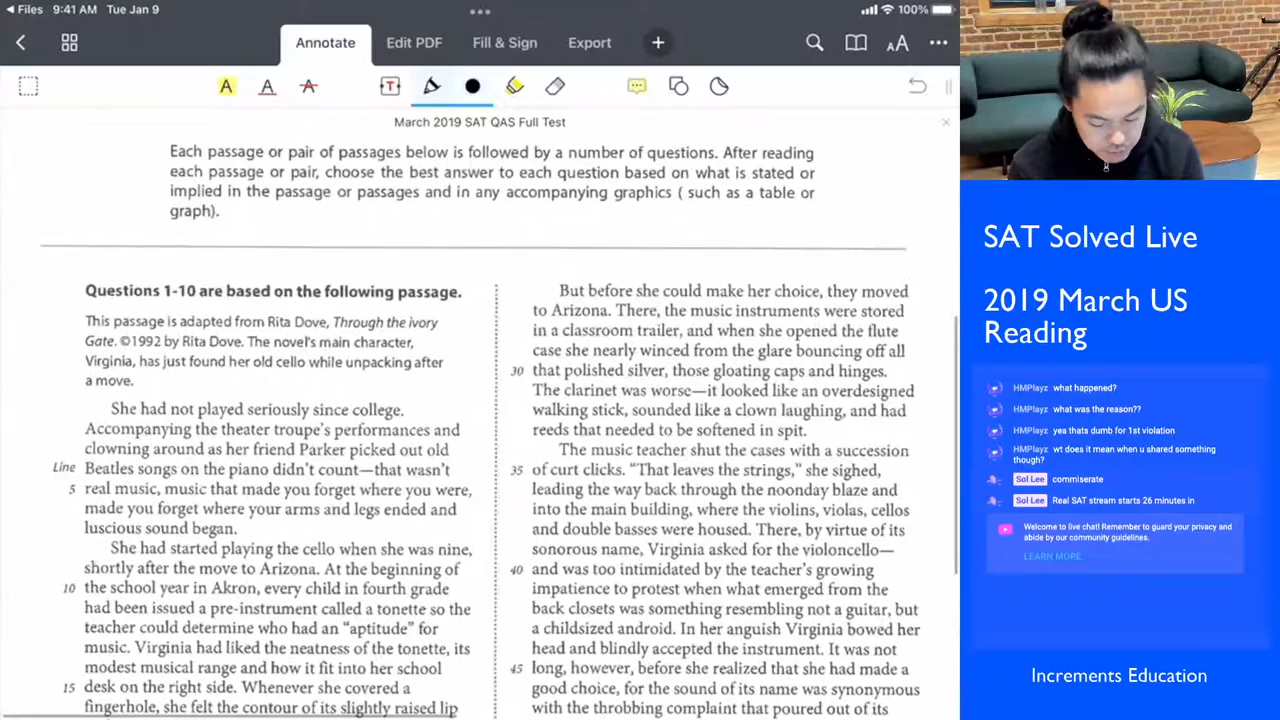 Files 9:41 AM Tue Jan 9
100%
Annotate
Edit PDF
Fill & Sign
Export
AA
A
A
A
T
March 2019 SAT QAS Full Test
Each passage or pair of passages below is followed by a number of questions. After reading
each passage or pair, choose the best answer to each question based on what is stated or
implied in the passage or passages and in any accompanying graphics ( such as a table or
graph).
Questions 1-10 are based on the following passage.
This passage is adapted from Rita Dove, Through the ivory
Gate. ©1992 by Rita Dove. The novel's main character,
Virginia, has just found her old cello while unpacking after
a move.
She had not played seriously since college.
Accompanying the theater troupe's performances and
clowning around as her friend Parker picked out old
Line Beatles songs on the piano didn't count—that wasn't
5 real music, music that made you forget where you were,
made you forget where your arms and legs ended and
luscious sound began.
She had started playing the cello when she was nine,
shortly after the move to Arizona. At the beginning of
10 the school year in Akron, every child in fourth grade
had been issued a pre-instrument called a tonette so the
teacher could determine who had an "aptitude" for
music. Virginia had liked the neatness of the tonette, its
modest musical range and how it fit into her school
15 desk on the right side. Whenever she covered a
fingerhole, she felt the contour of its slightly raised lip
But before she could make her choice, they moved
to Arizona. There, the music instruments were stored
in a classroom trailer, and when she opened the flute
case she nearly winced from the glare bouncing off all
30 that polished silver, those gloating caps and hinges.
The clarinet was worse—it looked like an overdesigned
walking stick, sounded like a clown laughing, and had
reeds that needed to be softened in spit.
The music teacher shut the cases with a succession
35 of curt clicks. "That leaves the strings," she sighed,
leading the way back through the noonday blaze and
into the main building, where the violins, violas, cellos
and double basses were housed. There, by virtue of its
sonorous name, Virginia asked for the violoncello—
40 and was too intimidated by the teacher's growing
impatience to protest when what emerged from the
back closets was something resembling not a guitar, but
a childsized android. In her anguish Virginia bowed her
head and blindly accepted the instrument. It was not
45 long, however, before she realized that she had made a
good choice, for the sound of its name was synonymous
with the throbbing complaint that poured out of its
SAT Solved Live
2019 March US
Reading
HMPlayz what happened?
HMPlayz what was the reason??
HMPlayz yea thats dumb for 1st violation
HMPlayz wt does it mean when u shared something
though?
Sol Lee commiserate
Sol Lee Real SAT stream starts 26 minutes in
Welcome to live chat! Remember to guard your privacy and
abide by our community guidelines.
LEARN MORE
Increments Education